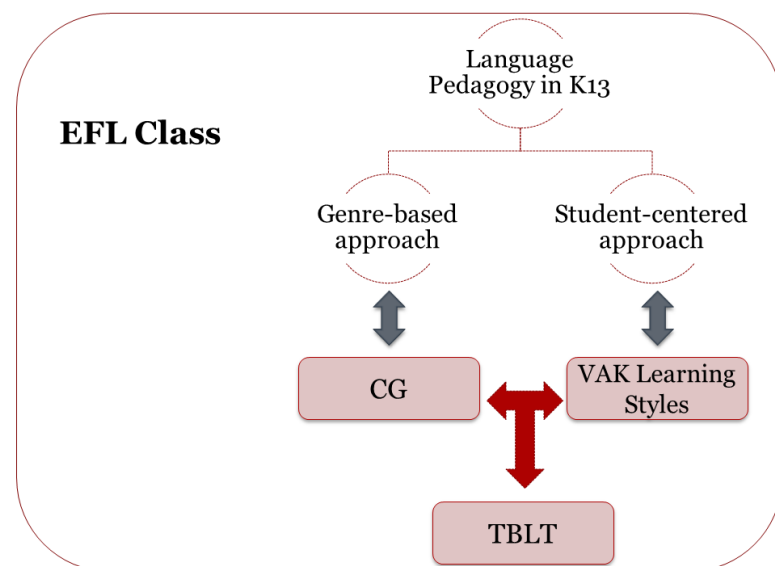 Language
Pedagogy in K13
EFL Class
Genre-based
approach
Student-centered
approach
CG
VAK Learning
Styles
TBLT